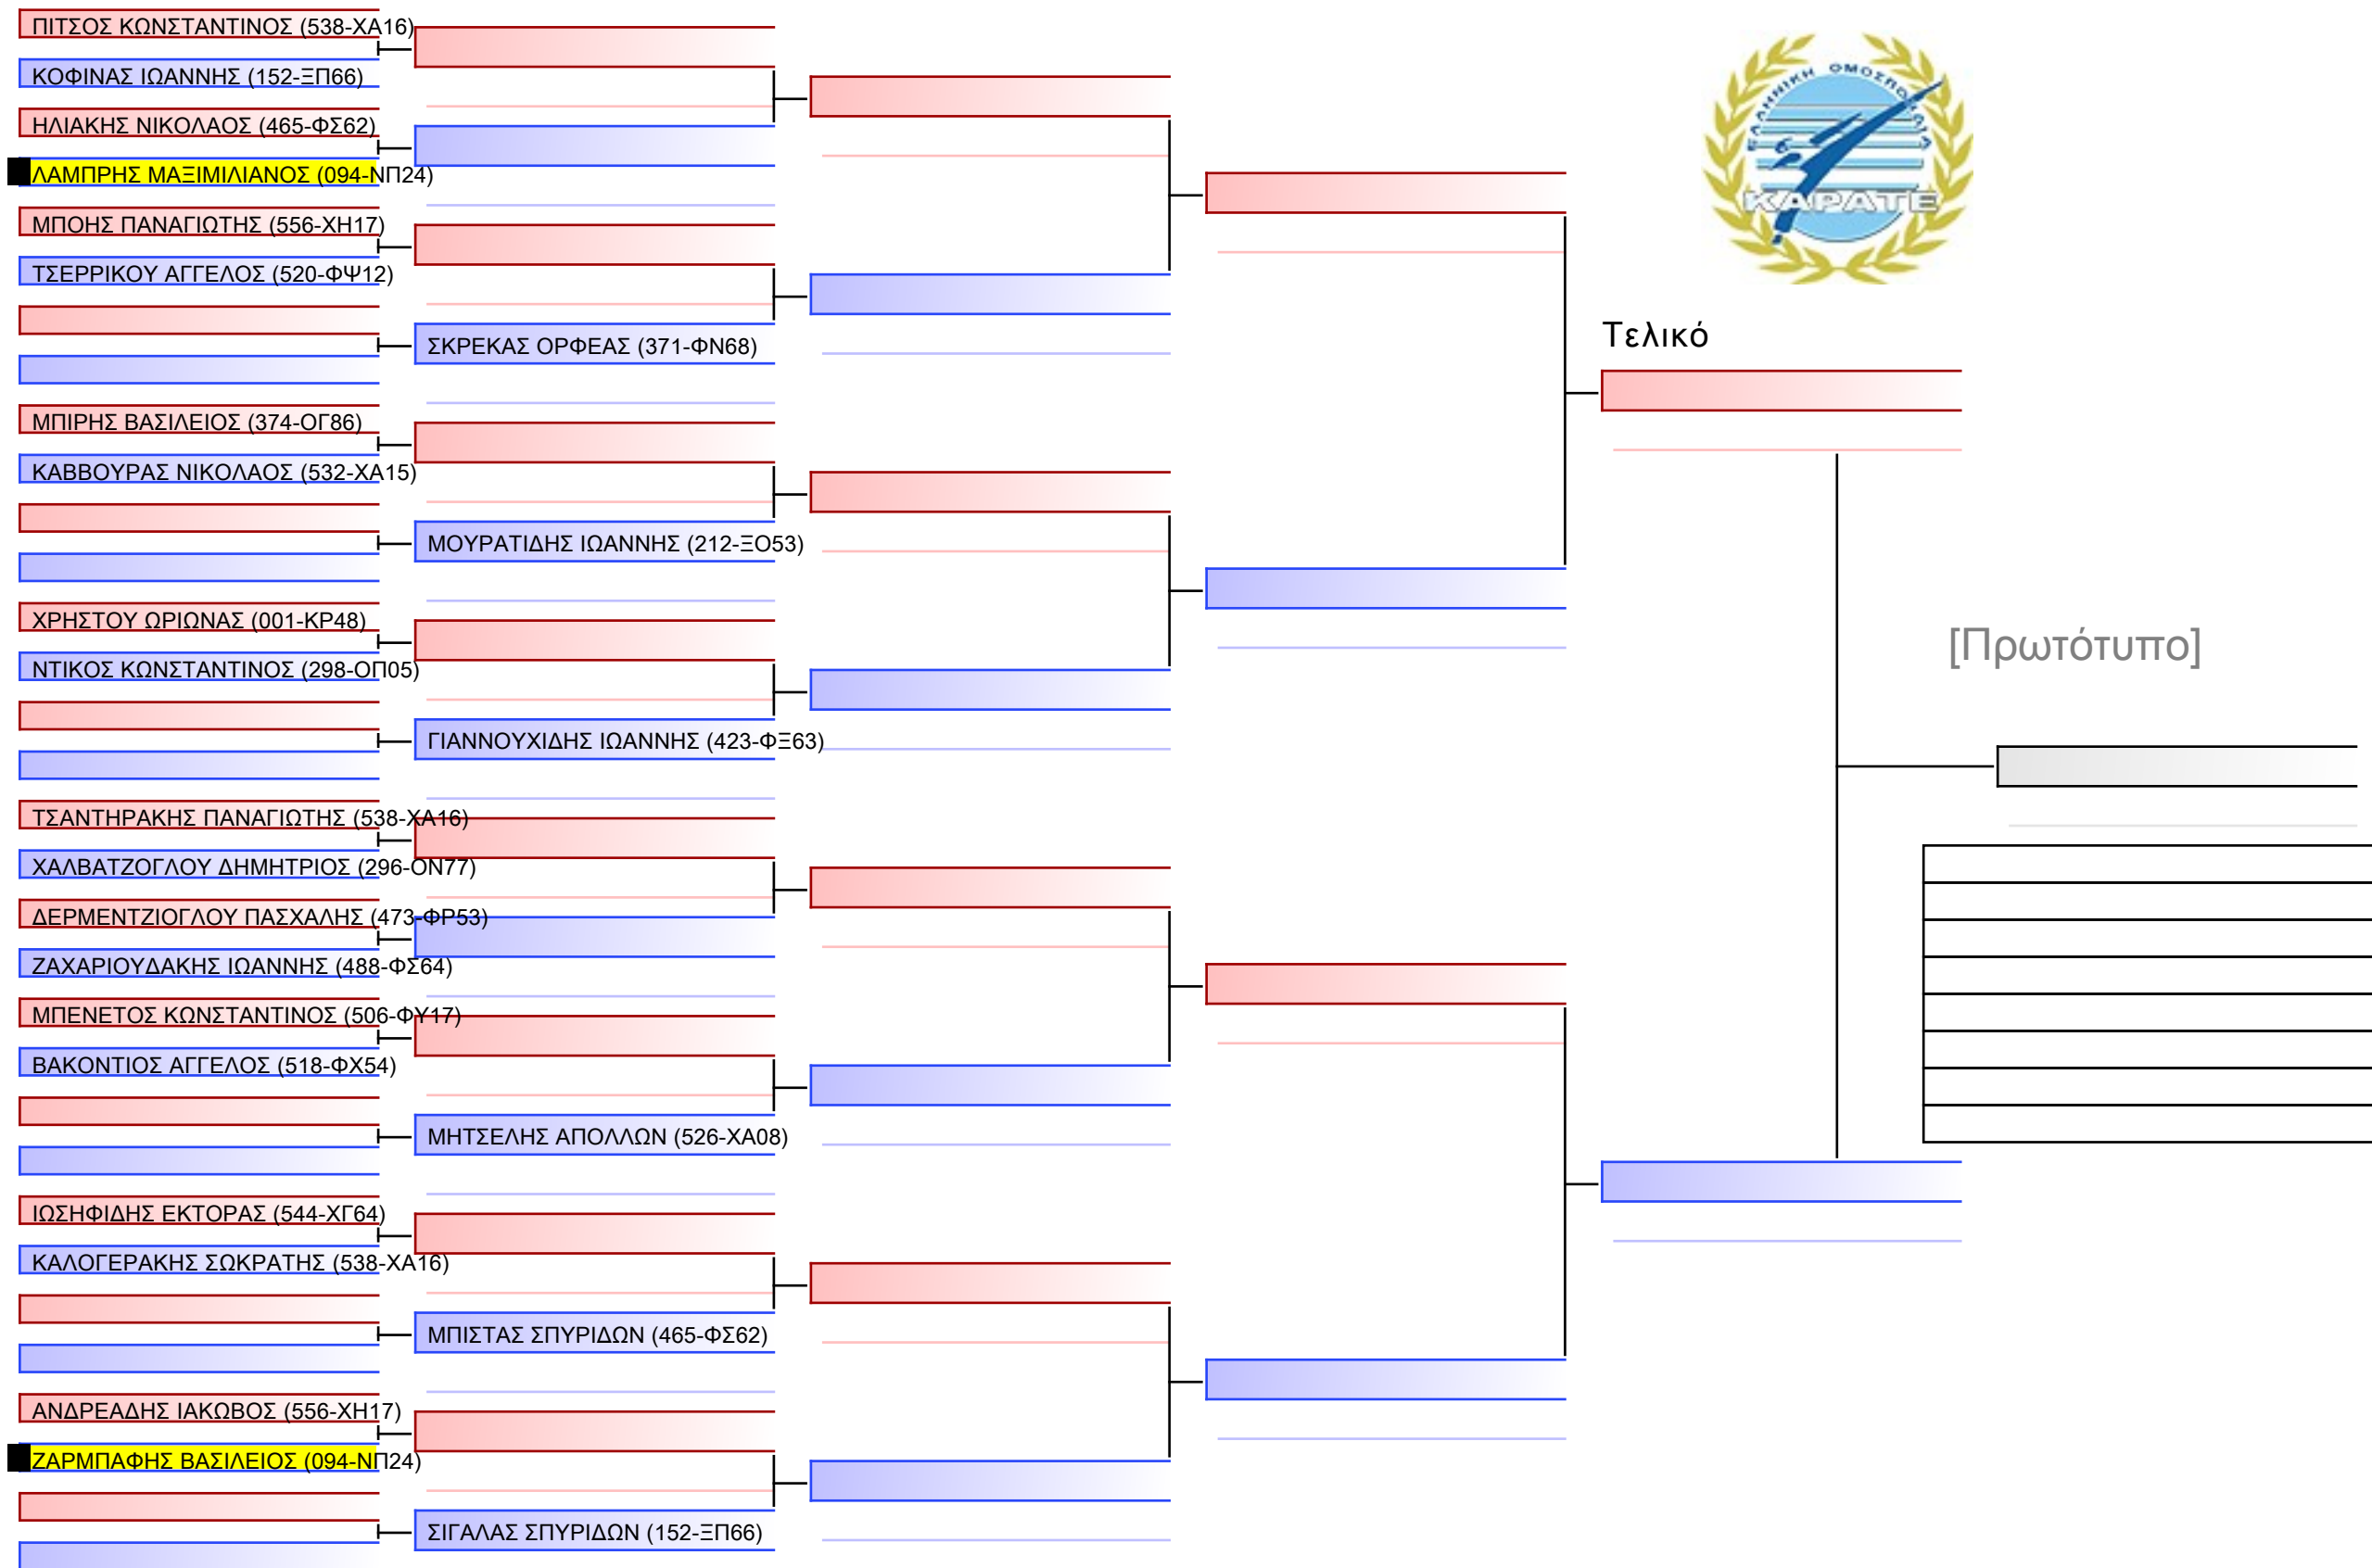 ΠΙΤΣΟΣ ΚΩΝΣΤΑΝΤΙΝΟΣ (538-ΧΑ16)
ΚΟΦΙΝΑΣ ΙΩΑΝΝΗΣ (152-ΞΠ66)
ΗΛΙΑΚΗΣ ΝΙΚΟΛΑΟΣ (465-ΦΣ62)
ΛΑΜΠΡΗΣ ΜΑΞΙΜΙΛΙΑΝΟΣ (094-ΝΠ24)
ΜΠΟΗΣ ΠΑΝΑΓΙΩΤΗΣ (556-ΧΗ17)
ΤΣΕΡΡΙΚΟΥ ΑΓΓΕΛΟΣ (520-ΦΨ12)
ΣΚΡΕΚΑΣ ΟΡΦΕΑΣ (371-ΦΝ68)
ΜΠΙΡΗΣ ΒΑΣΙΛΕΙΟΣ (374-ΟΓ86)
ΚΑΒΒΟΥΡΑΣ ΝΙΚΟΛΑΟΣ (532-ΧΑ15)
ΜΟΥΡΑΤΙΔΗΣ ΙΩΑΝΝΗΣ (212-ΞΟ53)
ΧΡΗΣΤΟΥ ΩΡΙΩΝΑΣ (001-ΚΡ48)
ΝΤΙΚΟΣ ΚΩΝΣΤΑΝΤΙΝΟΣ (298-ΟΠ05)
ΓΙΑΝΝΟΥΧΙΔΗΣ ΙΩΑΝΝΗΣ (423-ΦΞ63)
ΤΣΑΝΤΗΡΑΚΗΣ ΠΑΝΑΓΙΩΤΗΣ (538-ΧΑ16)
ΧΑΛΒΑΤΖΟΓΛΟΥ ΔΗΜΗΤΡΙΟΣ (296-ΟΝ77)
ΔΕΡΜΕΝΤΖΙΟΓΛΟΥ ΠΑΣΧΑΛΗΣ (473-ΦΡ53)
ΖΑΧΑΡΙΟΥΔΑΚΗΣ ΙΩΑΝΝΗΣ (488-ΦΣ64)
ΜΠΕΝΕΤΟΣ ΚΩΝΣΤΑΝΤΙΝΟΣ (506-ΦΥ17)
ΒΑΚΟΝΤΙΟΣ ΑΓΓΕΛΟΣ (518-ΦΧ54)
ΜΗΤΣΕΛΗΣ ΑΠΟΛΛΩΝ (526-ΧΑ08)
ΙΩΣΗΦΙΔΗΣ ΕΚΤΟΡΑΣ (544-ΧΓ64)
ΚΑΛΟΓΕΡΑΚΗΣ ΣΩΚΡΑΤΗΣ (538-ΧΑ16)
ΜΠΙΣΤΑΣ ΣΠΥΡΙΔΩΝ (465-ΦΣ62)
ΑΝΔΡΕΑΔΗΣ ΙΑΚΩΒΟΣ (556-ΧΗ17)
ΖΑΡΜΠΑΦΗΣ ΒΑΣΙΛΕΙΟΣ (094-ΝΠ24)
ΣΙΓΑΛΑΣ ΣΠΥΡΙΔΩΝ (152-ΞΠ66)
ΕΛΛΗΝΙΚΗ ΟΜΟΣΠΟΝΔΙΑ
ΚΑΡΑΤΕ
Τελικό
[Πρωτότυπο]